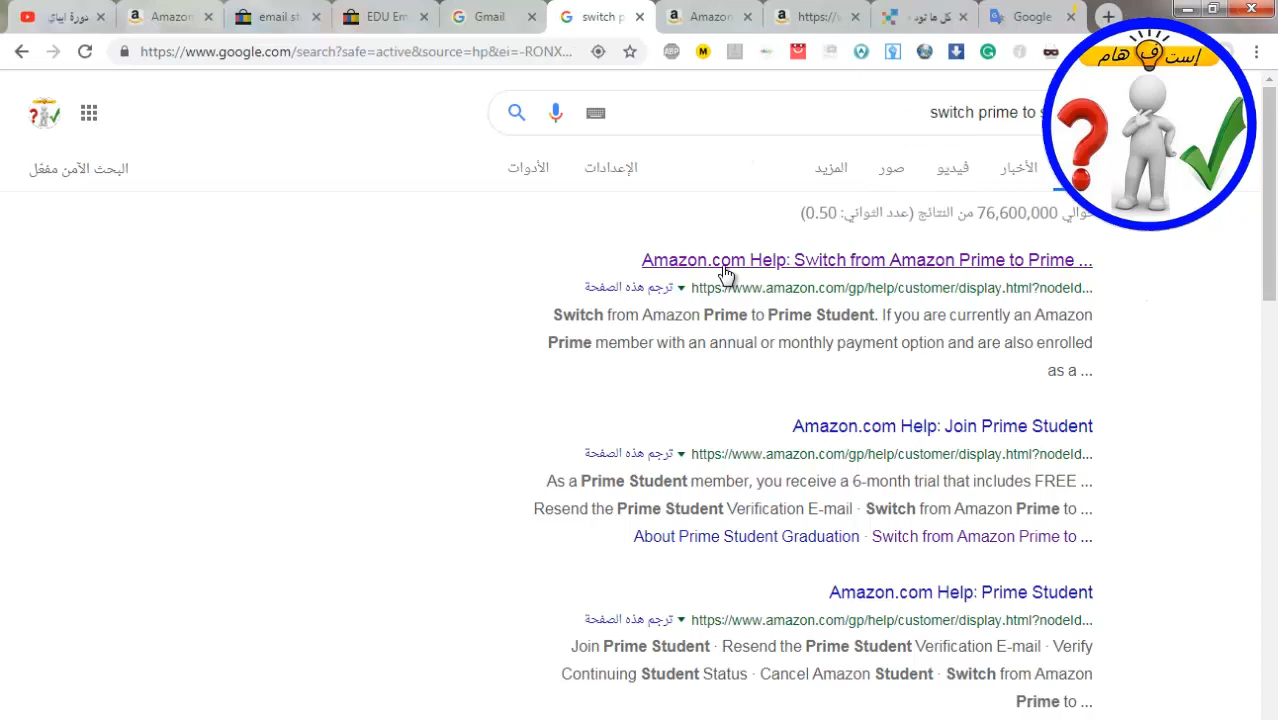 دورة ايباي
Amazon
email st
EDU Em
Gmail
switch p
Amazon
https://w
كل ها تود
Google
https://www.google.com/search?safe=active&source=hp&ei=-RONX...
ABP
M
إست ف هام
switch prime to s
الأخبار
فيديو
صور
المزيد
الإعدادات
الأدوات
البحث الآمن مفعّل
حوالي 76,600,000 من النتائج (عدد الثواني: 0.50)
Amazon.com Help: Switch from Amazon Prime to Prime ...
https://www.amazon.com/gp/help/customer/display.html?nodeId... ترجم هذه الصفحة
Switch from Amazon Prime to Prime Student. If you are currently an Amazon
Prime member with an annual or monthly payment option and are also enrolled
as a ...
Amazon.com Help: Join Prime Student
https://www.amazon.com/gp/help/customer/display.html?nodeId... ترجم هذه الصفحة
As a Prime Student member, you receive a 6-month trial that includes FREE ...
Resend the Prime Student Verification E-mail · Switch from Amazon Prime to ...
About Prime Student Graduation · Switch from Amazon Prime to ...
Amazon.com Help: Prime Student
https://www.amazon.com/gp/help/customer/display.html?nodeId... ترجم هذه الصفحة
Join Prime Student · Resend the Prime Student Verification E-mail · Verify
Continuing Student Status · Cancel Amazon Student · Switch from Amazon
Prime to ...